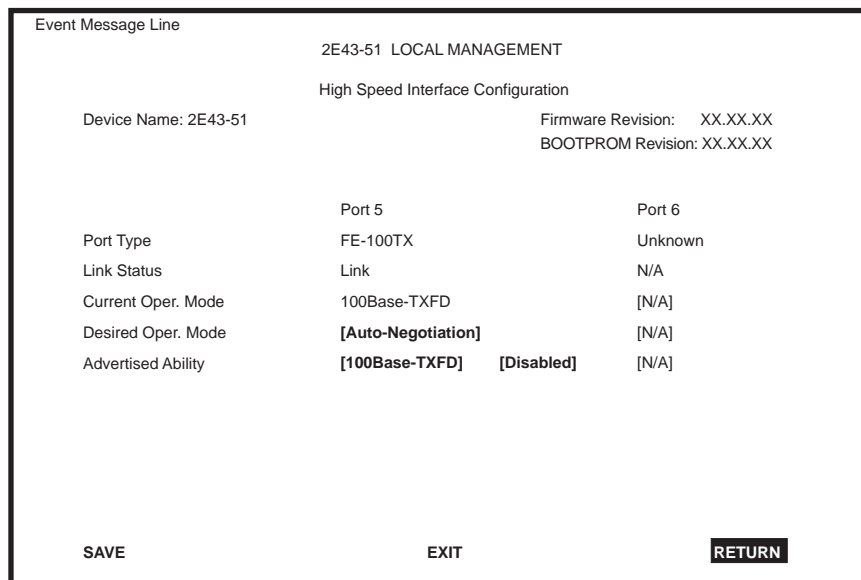 Event Message Line
2E43-51 LOCAL MANAGEMENT
High Speed Interface Configuration
Device Name: 2E43-51 Firmware Revision: XX.XX.XX
BOOTPROM Revision: XX.XX.XX
Port 5 Port 6
Port Type FE-100TX Unknown
Link Status Link N/A
Current Oper. Mode 100Base-TXFD [N/A]
Desired Oper. Mode [Auto-Negotiation] [N/A]
Advertised Ability [100Base-TXFD] [Disabled] [N/A]
SAVE EXIT RETURN